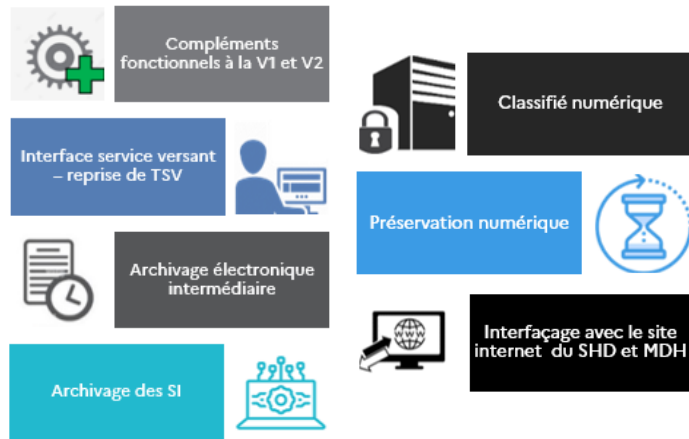 Compléments
fonctionnels à la V1 et V2
Interface service versant
– reprise de TSV
Archivage électronique
intermédiaire
Archivage des SI
Classifié numérique
Préservation numérique
Interfaçage avec le site
internet du SHD et MDH